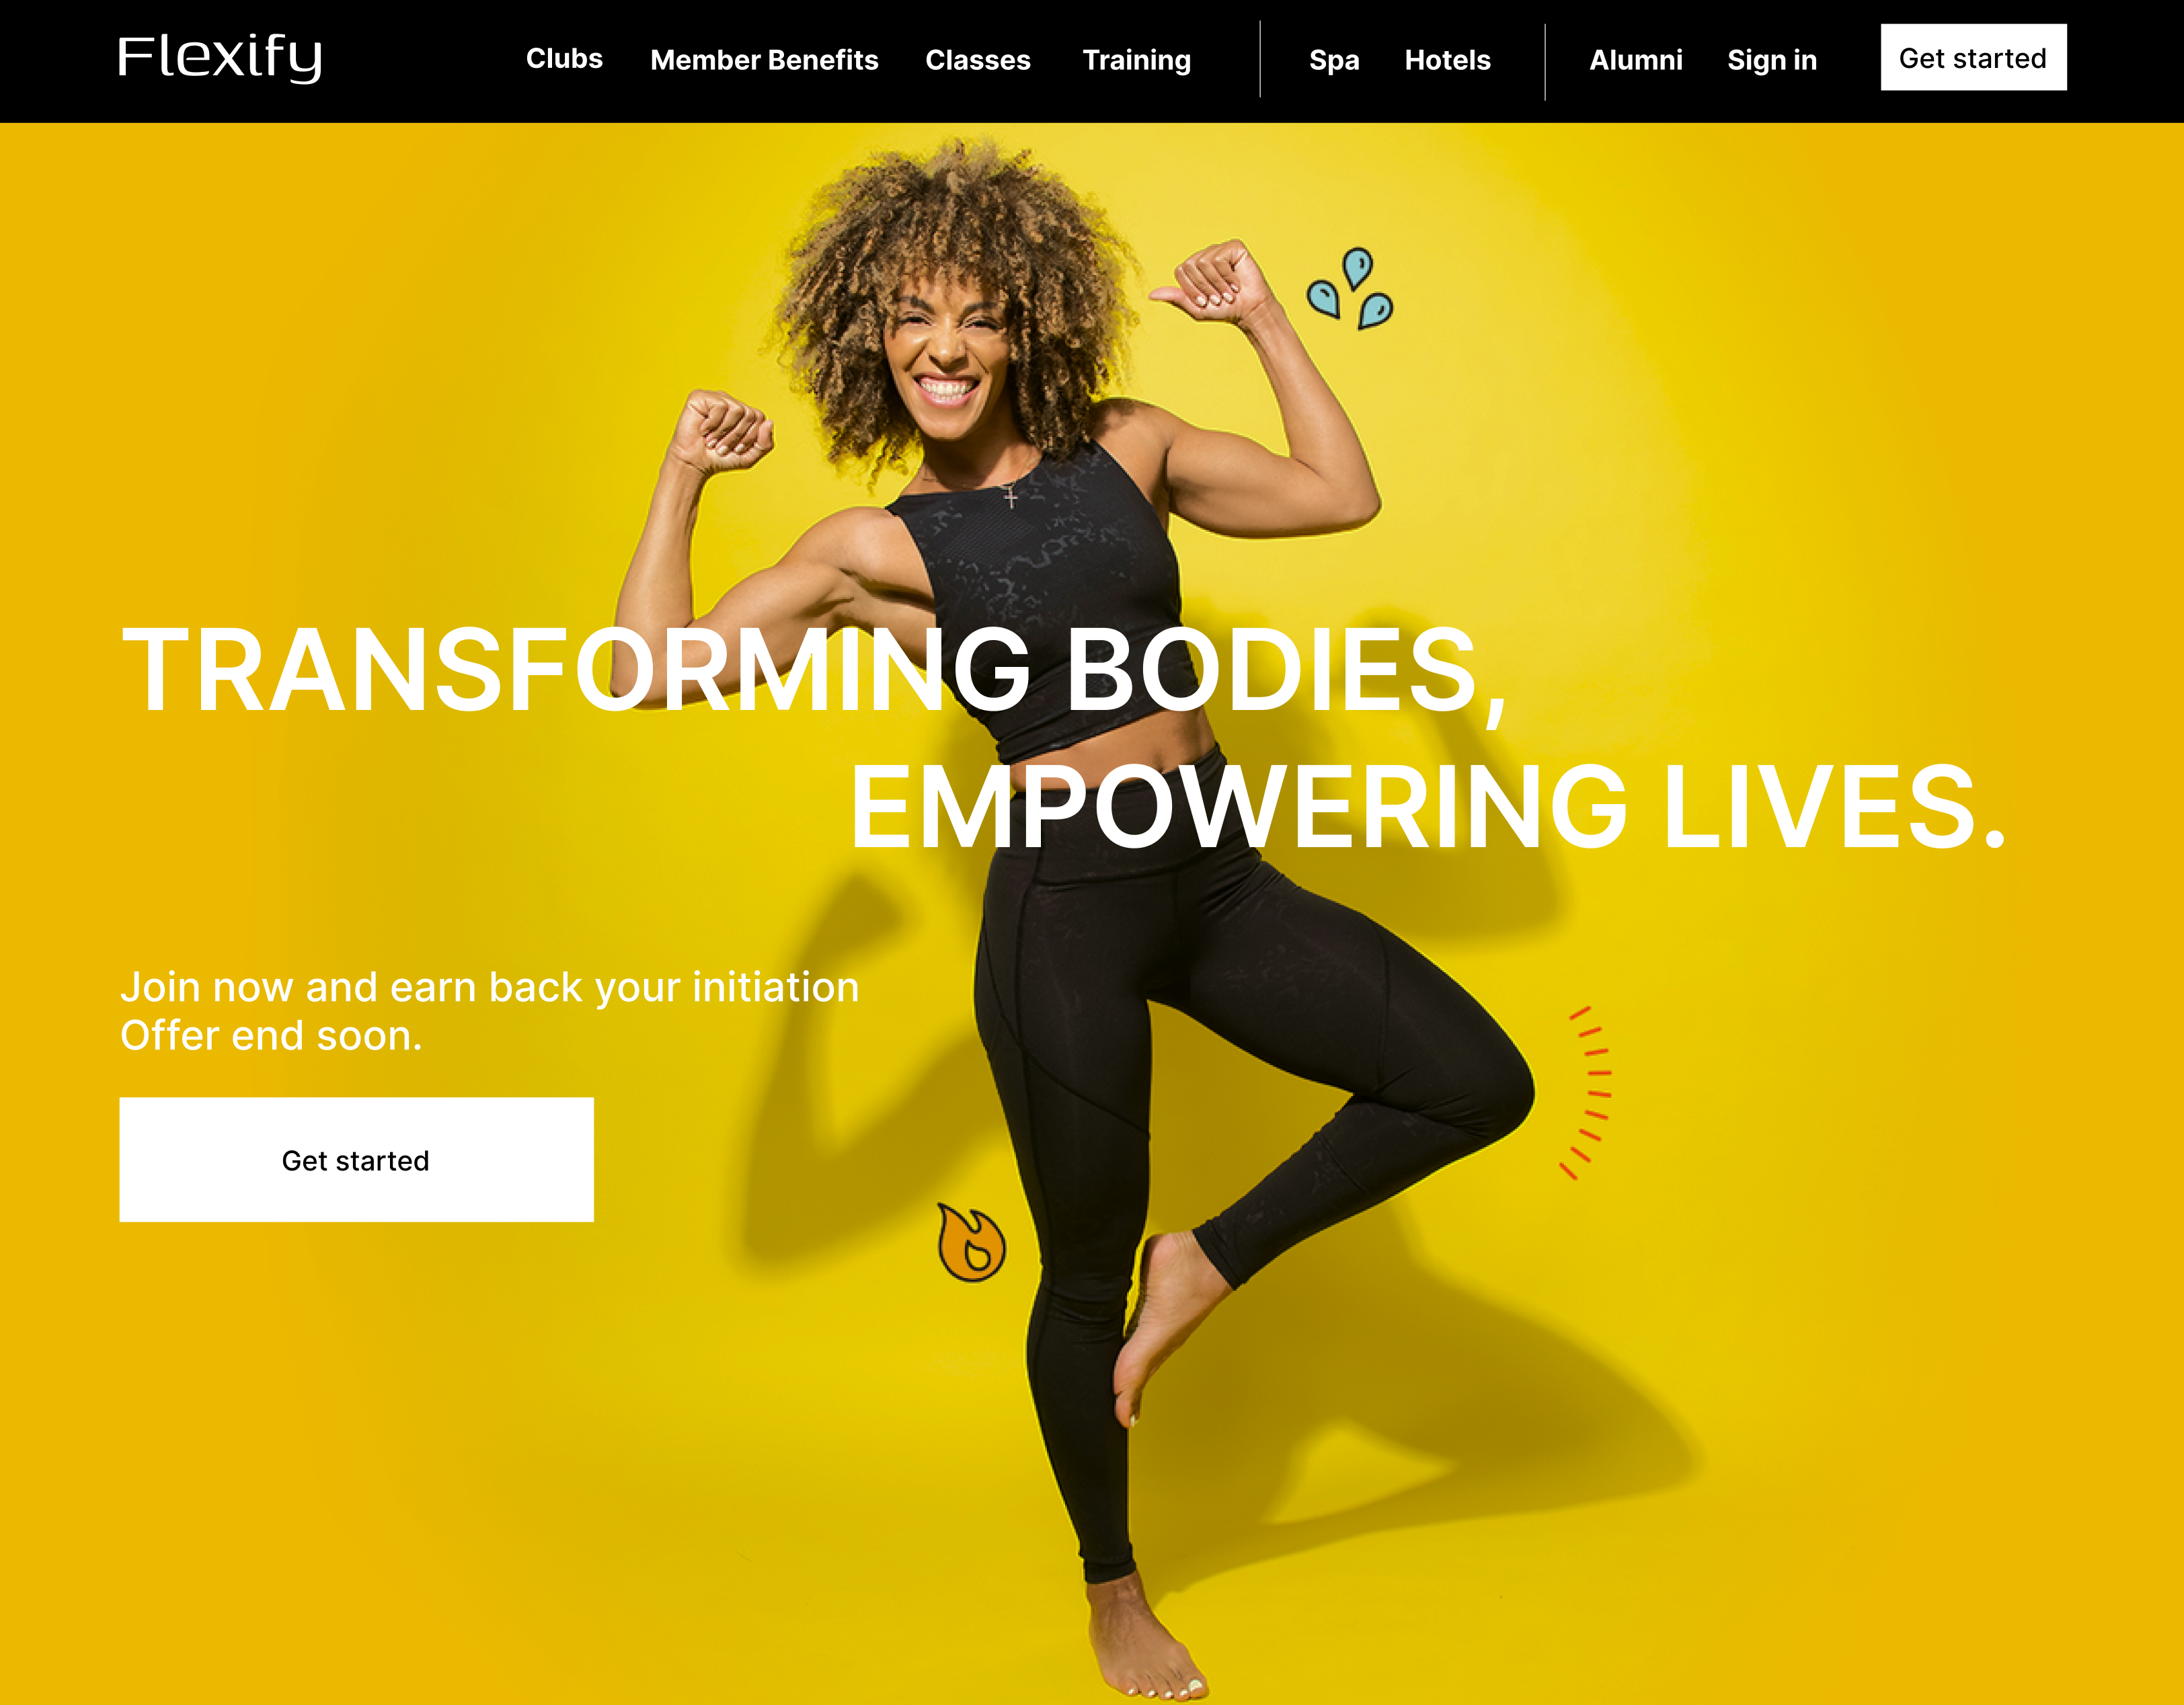 Flexify Clubs Member Benefits Classes Training Spa Hotels Alumni Sign in Get started
TRANSFORMING BODIES,
EMPOWERING LIVES.
Join now and earn back your initiation
Offer end soon.
Get started